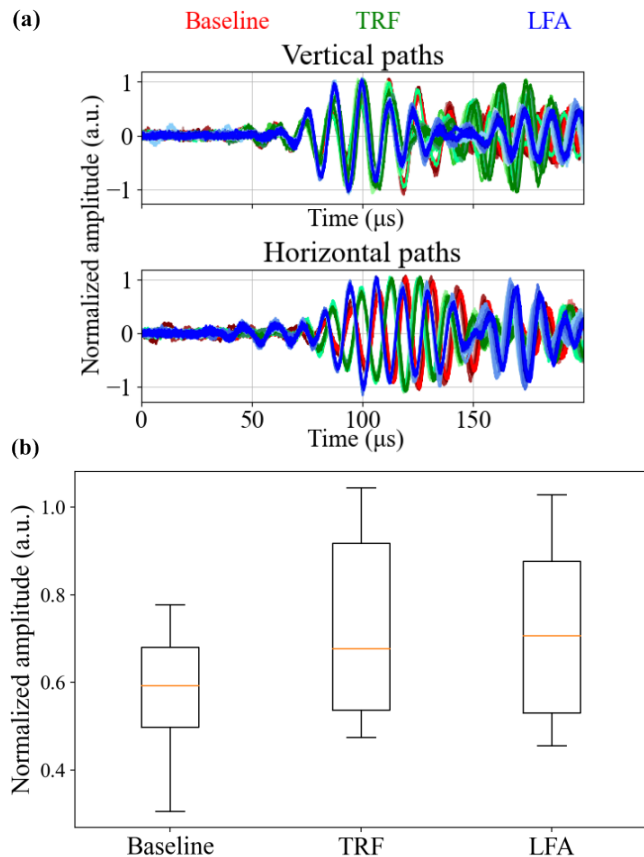 (a)
Baseline TRF LFA
Vertical paths
1
0
−1
Time (μs)
Horizontal paths
1
0
−1
0 50 100 150
Time (μs)
Normalized amplitude (a.u.)
(b)
1.0
0.8
0.6
0.4
Normalized amplitude (a.u.)
Baseline TRF LFA